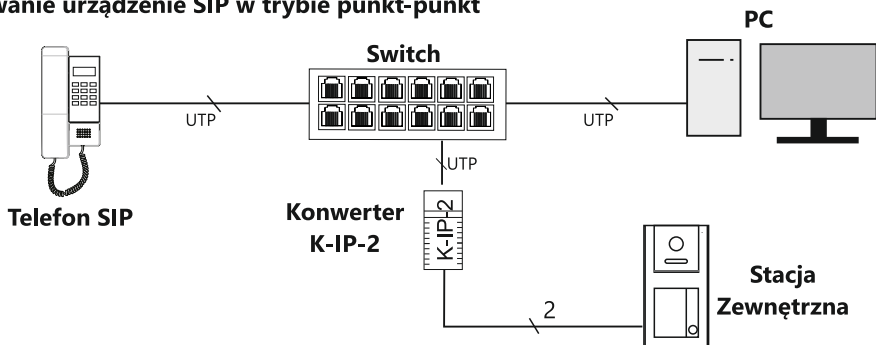 wanie urządzenie SIP w trybie punkt-punkt
PC
Switch
UTP
UTP
UTP
Telefon SIP
Konwerter
K-IP-2
K-IP-2
2
Stacja
Zewnętrzna